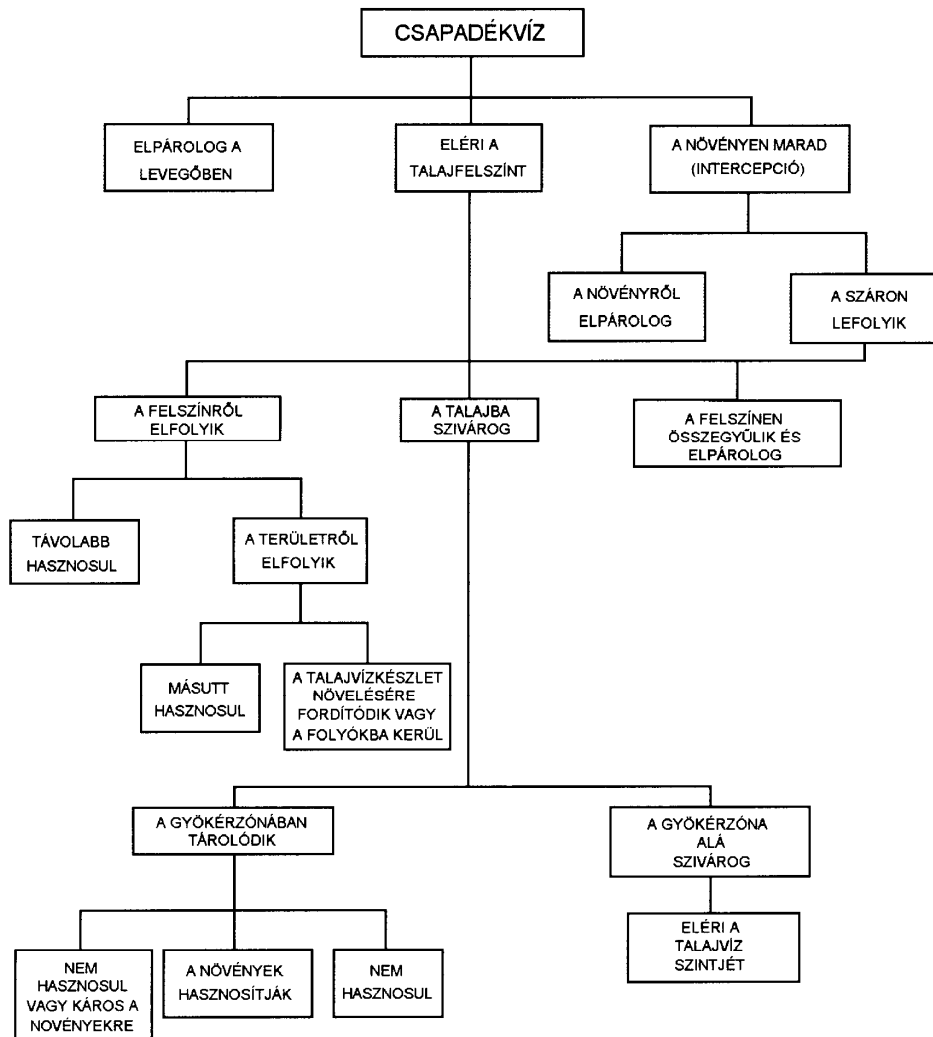 CSAPADÉKVÍZ
ELPÁROLOG A
LEVEGŐBEN
ELÉRI A
TALAJFELSZÍNT
A NÖVÉNYEN MARAD
(INTERCEPCIÓ)
A NÖVÉNYRŐL
ELPÁROLOG
A SZÁRON
LEFOLYIK
A FELSZÍNRŐL
ELFOLYIK
A TALAJBA
SZIVÁROG
A FELSZÍNEN
ÖSSZEGYŰLIK ÉS
ELPÁROLOG
TÁVOLABB
HASZNOSUL
A TERÜLETRŐL
ELFOLYIK
MÁSUTT
HASZNOSUL
A TALAJVÍZKÉSZLET
NÖVELÉSÉRE
FORDÍTÓDIK VAGY
A FOLYÓKBA KERÜL
A GYÖKÉRZÓNÁBAN
TÁROLÓDIK
A GYÖKÉRZÓNA
ALÁ
SZIVÁROG
NEM
HASZNOSUL
VAGY KÁROS A
NOVÉNYEKRE
A NÖVÉNYEK
HASZNOSÍTJÁK
NEM
HASZNOSUL
ELÉRI A
TALAJVÍZ
SZINTJÉT